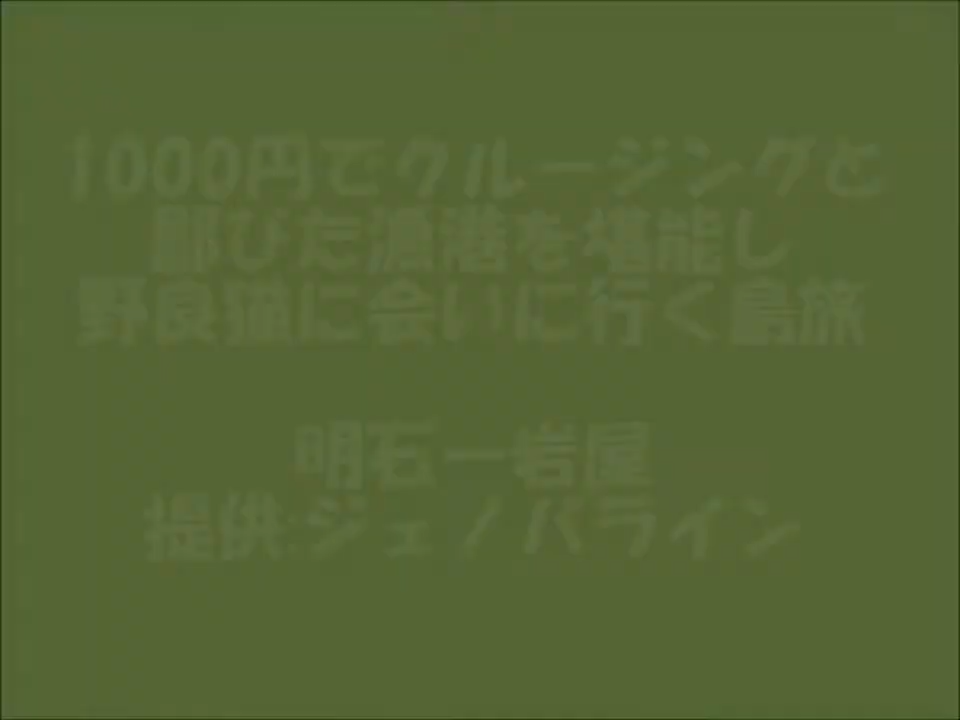 1000円でクルージングと
鄙びた漁港を堪能し
野良猫に会いに行く島旅
明石ー岩屋
提供:ジェノバライン